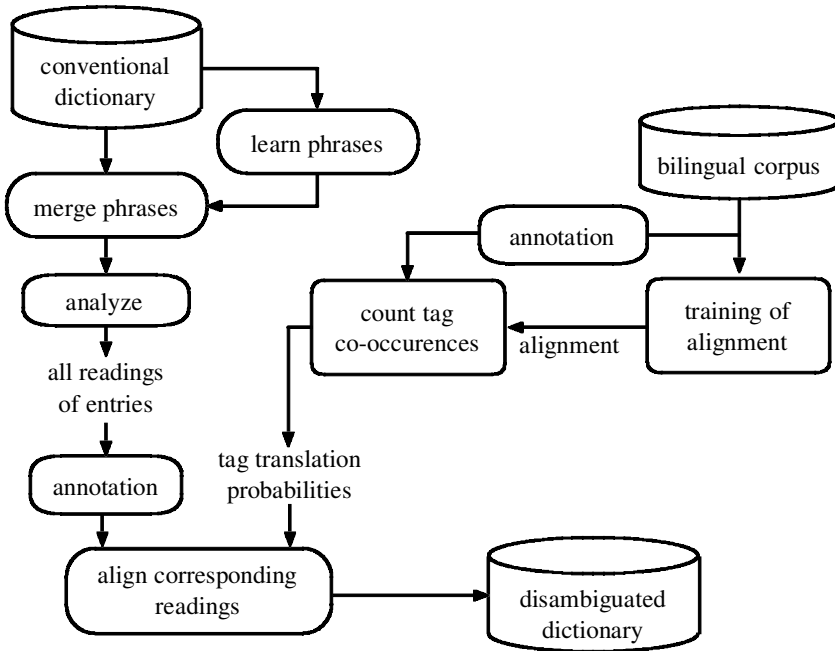 conventional
dictionary
learn phrases
bilingual corpus
merge phrases
annotation
analyze
count tag
co-occurences
training of
alignment
alignment
all readings
of entries
tag translation
probabilities
annotation
align corresponding
readings
disambiguated
dictionary